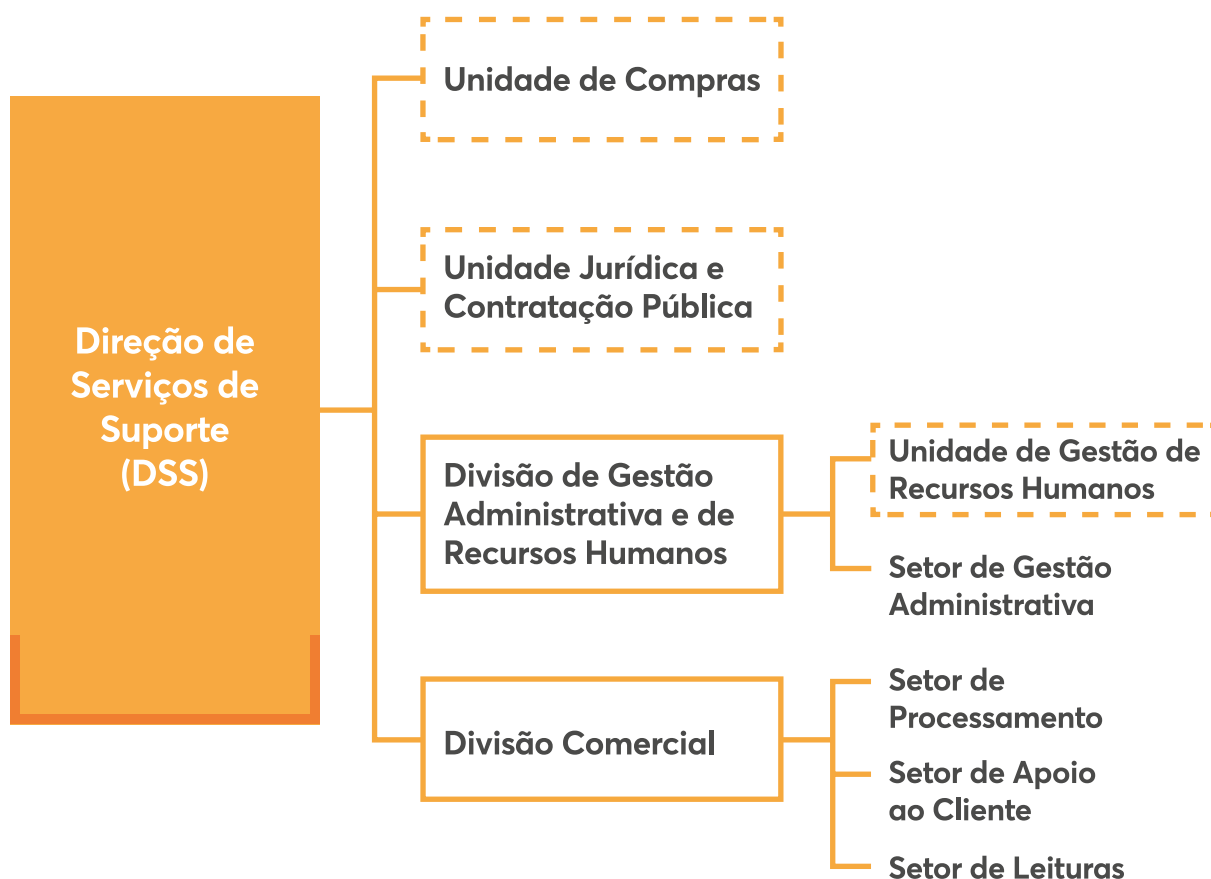 Direção de
Serviços de
Suporte
(DSS)
Unidade de Compras
Unidade Jurídica e
Contratação Pública
Divisão de Gestão
Administrativa e de
Recursos Humanos
Unidade de Gestão de
Recursos Humanos
Setor de Gestão
Administrativa
Divisão Comercial
Setor de
Processamento
Setor de Apoio
ao Cliente
Setor de Leituras